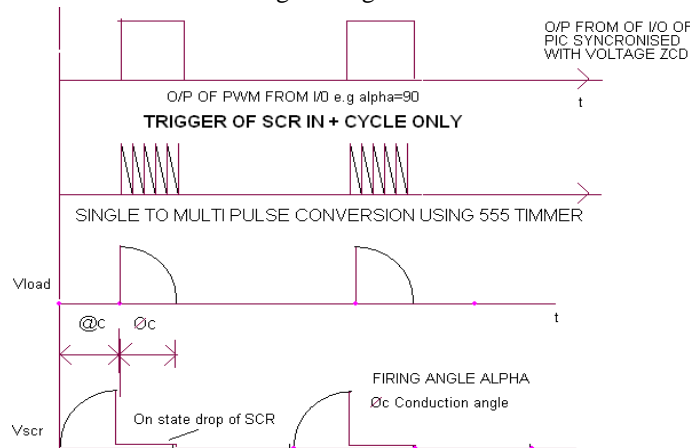 O/P FROM OF I/O OF
PIC SYNCRONISED
WITH VOLTAGE ZCD
O/P OF PWM FROM I/0 e.g alpha=90
t
TRIGGER OF SCR IN + CYCLE ONLY
SINGLE TO MULTI PULSE CONVERSION USING 555 TIMMER
Vload
t
@c
Øc
FIRING ANGLE ALPHA
Øc Conduction angle
On state drop of SCR
Vscr